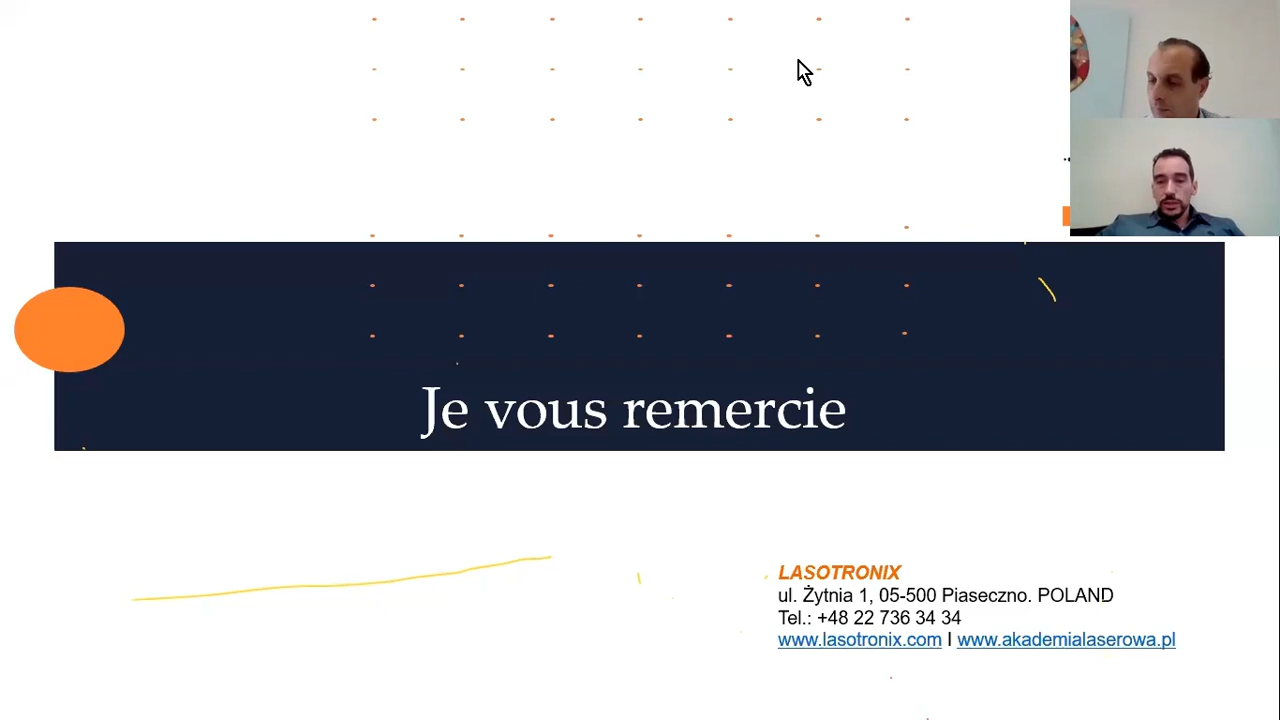 Je vous remercie
LASOTRONIX
ul. Żytnia 1, 05-500 Piaseczno. POLAND
Tel.: +48 22 736 34 34
www.lasotronix.com I www.akademialaserowa.pl